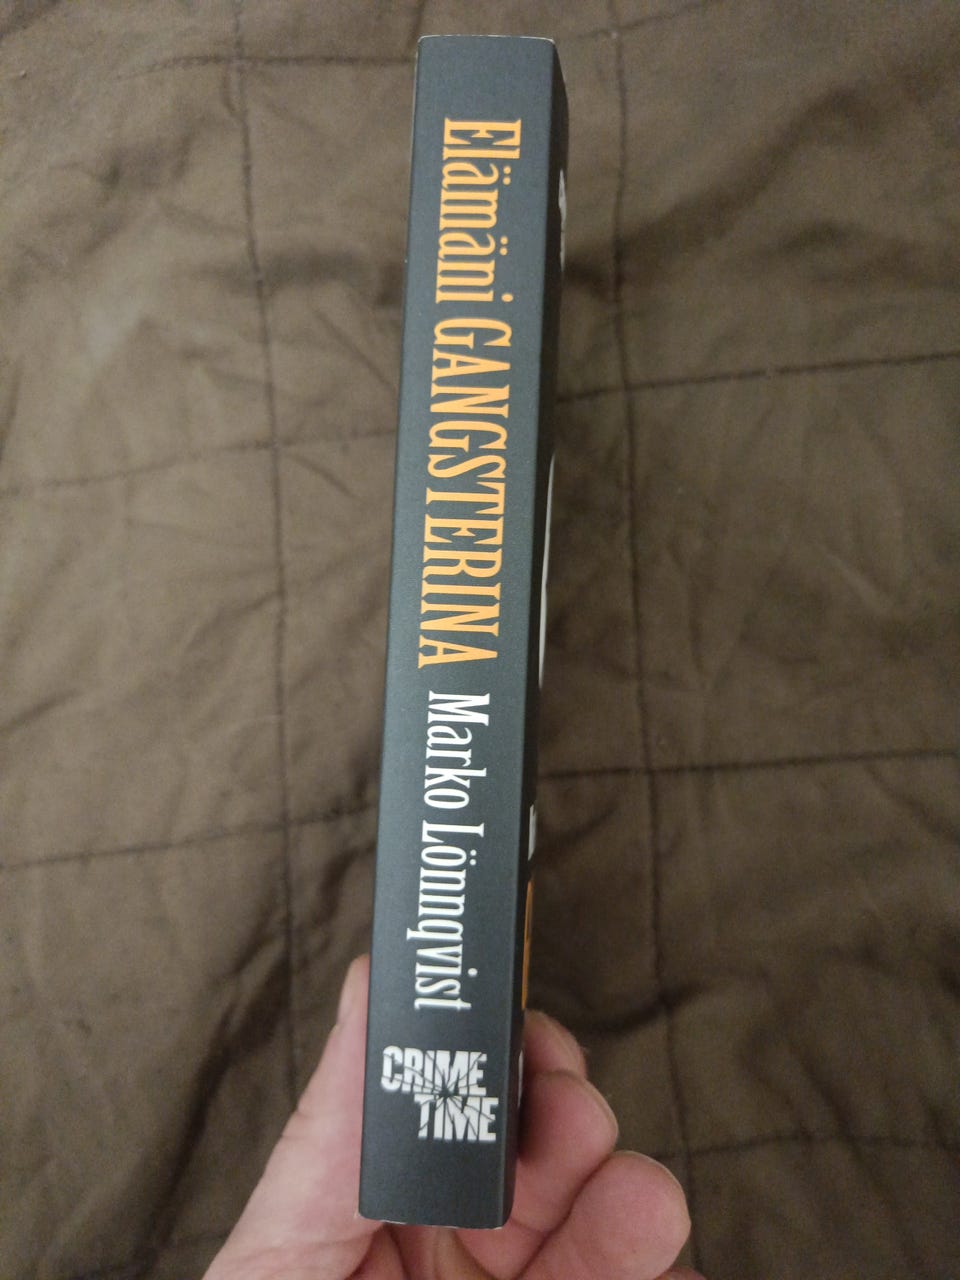 Elämäni GANGSTERINA Marko Lönnqvist
CRIME
TIME